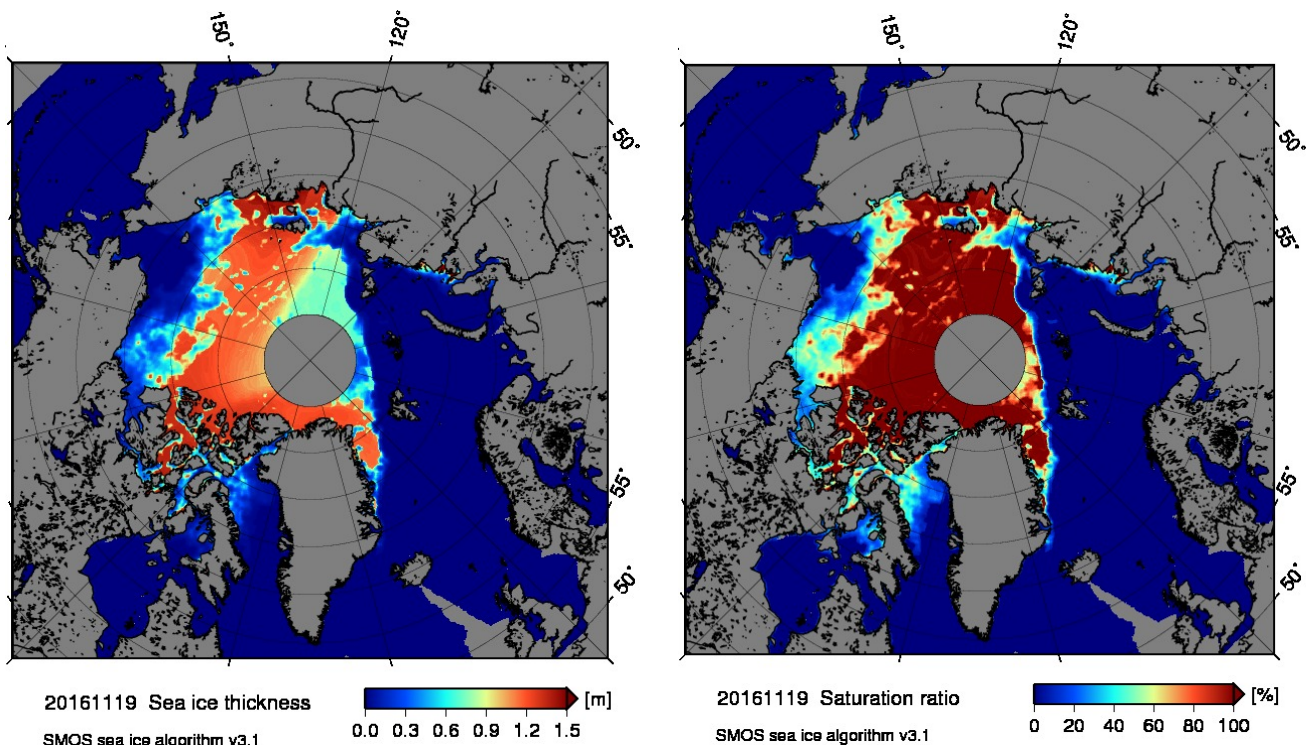 150°
120°
150°
120°
50°
50°
55°
55°
55°
55°
50°
50°
20161119 Sea ice thickness
[m]
0.0 0.3 0.6 0.9 1.2 1.5
SMOS sea ice algorithm v3.1
20161119 Saturation ratio
[%]
0 20 40 60 80 100
SMOS sea ice algorithm v3.1